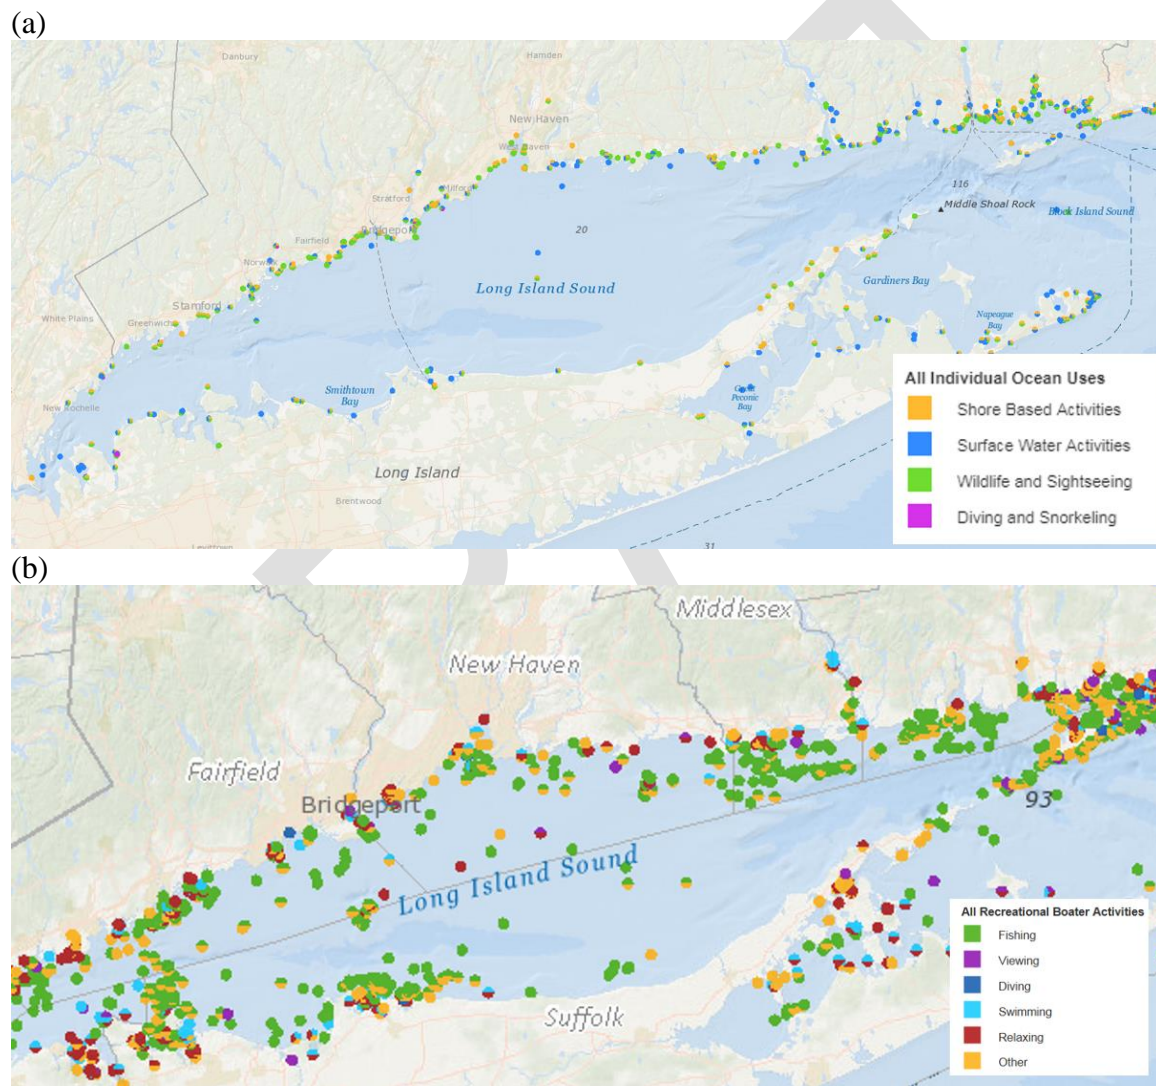 (a)
Danbury
Hamden
New Haven
West Haven
Milford
Stratford
Bridgeport
Fairfield
Norwalk
Stamford
Greenwich
White Plains
New Rochelle
116
Middle Shoal Rock
Block Island Sound
20
Long Island Sound
Gardiners Bay
Napeague
Bay
Smithtown
Bay
Great
Peconic
Bay
Long Island
Brentwood
Levittown
31
All Individual Ocean Uses
Shore Based Activities
Surface Water Activities
Wildlife and Sightseeing
Diving and Snorkeling
(b)
Middlesex
New Haven
Fairfield
Bridgeport
93
Long Island Sound
Suffolk
All Recreational Boater Activities
Fishing
Viewing
Diving
Swimming
Relaxing
Other